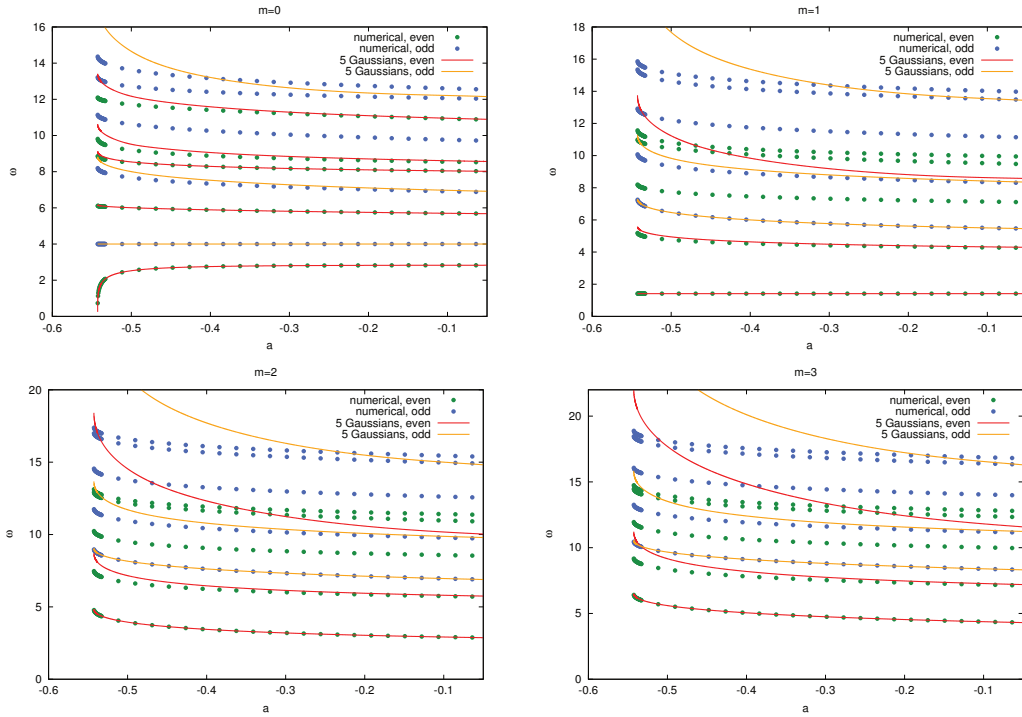 m=0
numerical, even
numerical, odd
5 Gaussians, even
5 Gaussians, odd
16
14
12
10
8
6
4
2
0
ω
-0.6 -0.5 -0.4 -0.3 -0.2 -0.1
a
m=1
numerical, even
numerical, odd
5 Gaussians, even
5 Gaussians, odd
18
16
14
12
10
8
6
4
2
0
ω
-0.6 -0.5 -0.4 -0.3 -0.2 -0.1
a
m=2
numerical, even
numerical, odd
5 Gaussians, even
5 Gaussians, odd
20
15
10
5
0
ω
-0.6 -0.5 -0.4 -0.3 -0.2 -0.1
a
m=3
numerical, even
numerical, odd
5 Gaussians, even
5 Gaussians, odd
20
15
10
5
0
ω
-0.6 -0.5 -0.4 -0.3 -0.2 -0.1
a